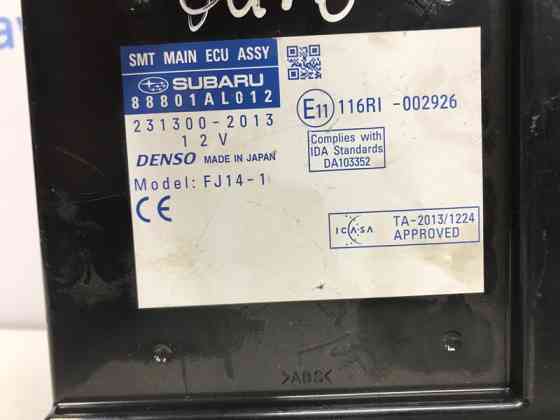 SMT MAIN ECU ASSY
SUBARU
88801AL012
231300-2013
12V
DENSO MADE IN JAPAN
Model: FJ14-1
CE
E11 116RI -002926
Complies with
IDA Standards
DA103352
ICASA
TA-2013/1224
APPROVED
>ABS<